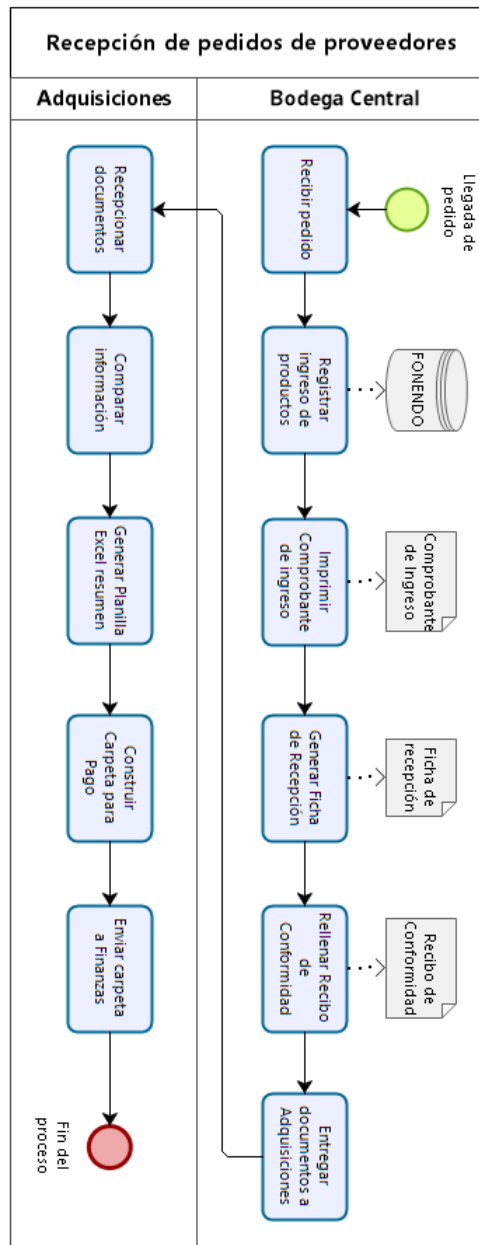 Recepción de pedidos de proveedores
Adquisiciones
Bodega Central
Llegada de
pedido
Recibir pedido
Registrar
ingreso de
productos
FONENDO
Imprimir
Comprobante
de ingreso
Comprobante
de Ingreso
Generar Ficha
de Recepción
Ficha de
recepción
Rellenar Recibo
de
Conformidad
Recibo de
Conformidad
Entregar
documentos a
Adquisiciones
Recepcionar
documentos
Comparar
información
Generar Planilla
Excel resumen
Construir
Carpeta para
Pago
Enviar carpeta
a Finanzas
Fin del
proceso